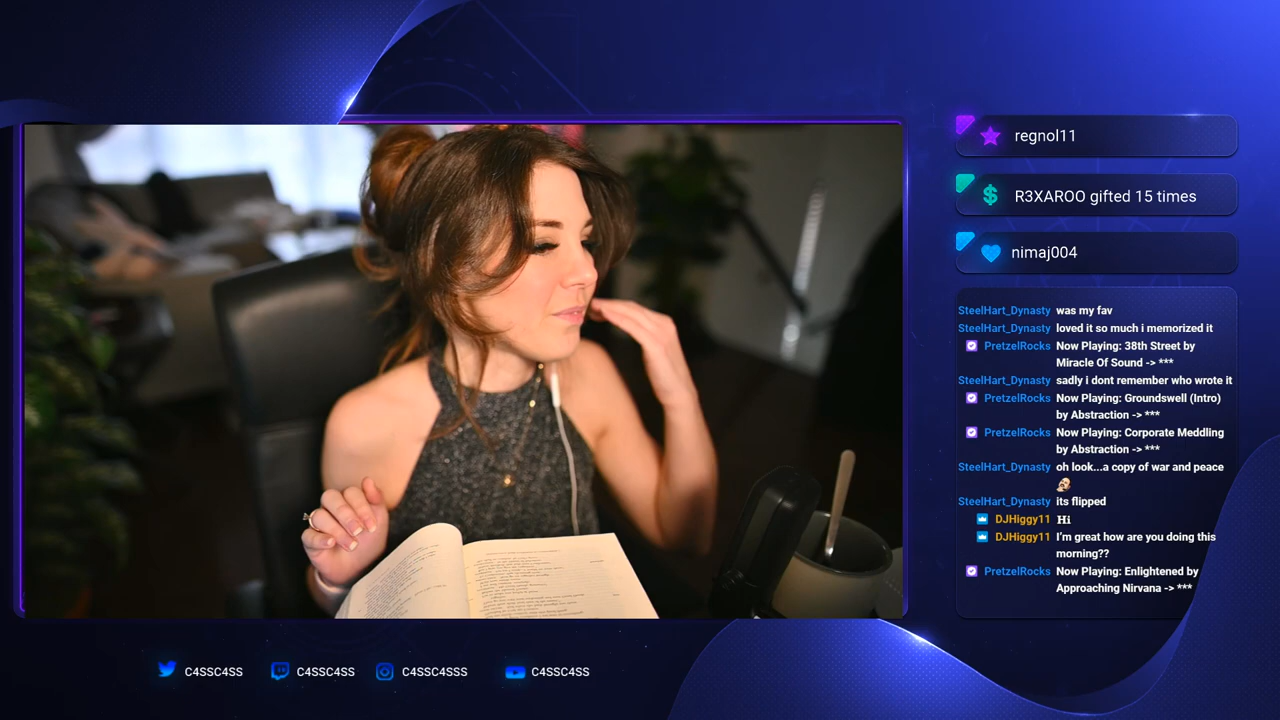 regnol11
R3XAROO gifted 15 times
nimaj004
SteelHart_Dynasty was my fav
SteelHart_Dynasty loved it so much i memorized it
PretzelRocks Now Playing: 38th Street by
Miracle Of Sound -> ***
SteelHart_Dynasty sadly i dont remember who wrote it
PretzelRocks Now Playing: Groundswell (Intro)
by Abstraction -> ***
PretzelRocks Now Playing: Corporate Meddling
by Abstraction -> ***
SteelHart_Dynasty oh look...a copy of war and peace
SteelHart_Dynasty its flipped
DJHiggy11 Hi
DJHiggy11 I'm great how are you doing this
morning??
PretzelRocks Now Playing: Enlightened by
Approaching Nirvana -> ***
C4SSC4SS C4SSC4SS C4SSC4SSS C4SSC4SS